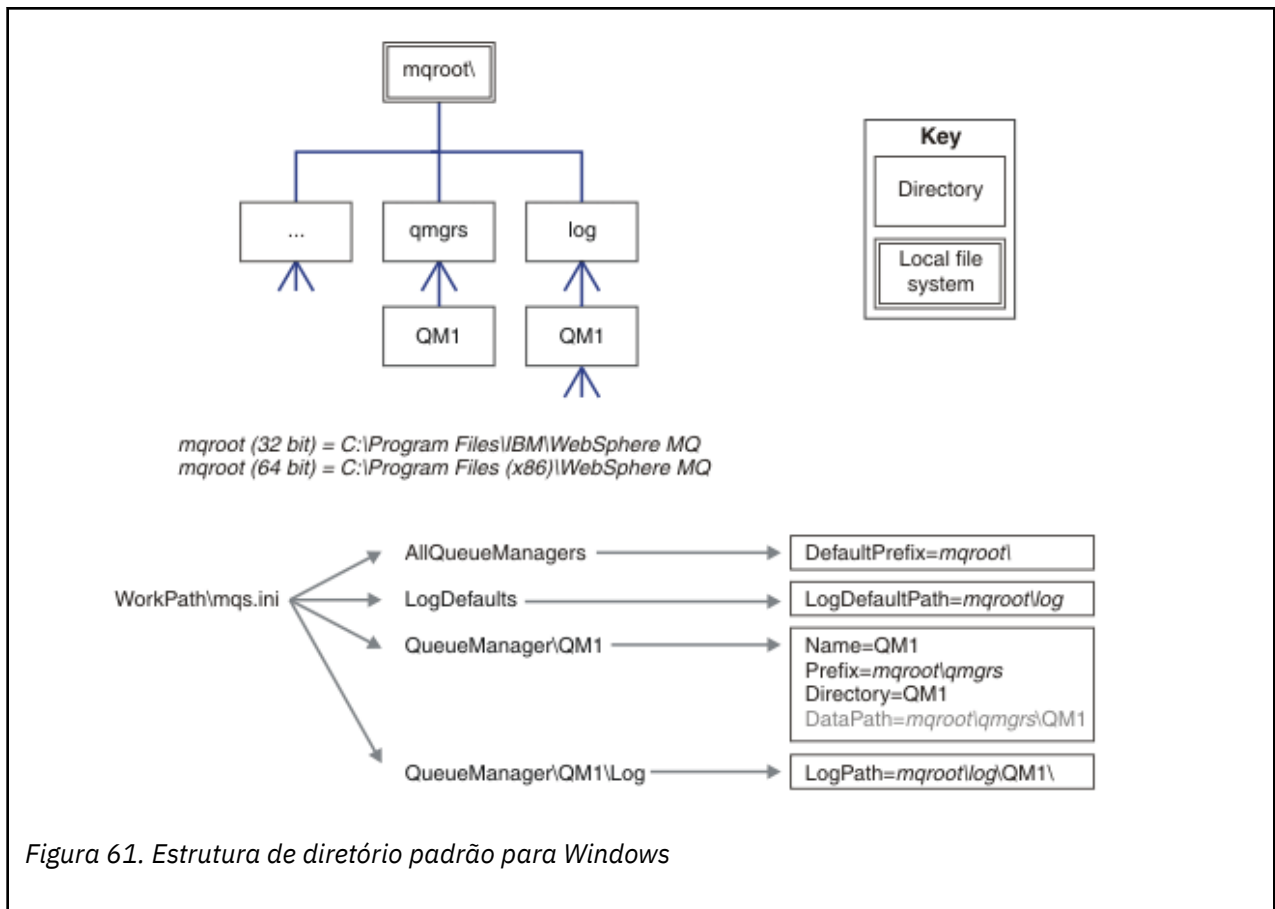 mqroot\
...
qmgrs
log
QM1
QM1
Key
Directory
Local file
system
mqroot (32 bit) = C:\Program Files\IBM\WebSphere MQ
mqroot (64 bit) = C:\Program Files (x86)\WebSphere MQ
WorkPath\mqs.ini
AllQueueManagers
DefaultPrefix=mqroot\
LogDefaults
LogDefaultPath=mqroot\log
QueueManager\QM1
Name=QM1
Prefix=mqroot\qmgrs
Directory=QM1
DataPath=mqroot\qmgrs\QM1
QueueManager\QM1\Log
LogPath=mqroot\log\QM1\
Figura 61. Estrutura de diretório padrão para Windows